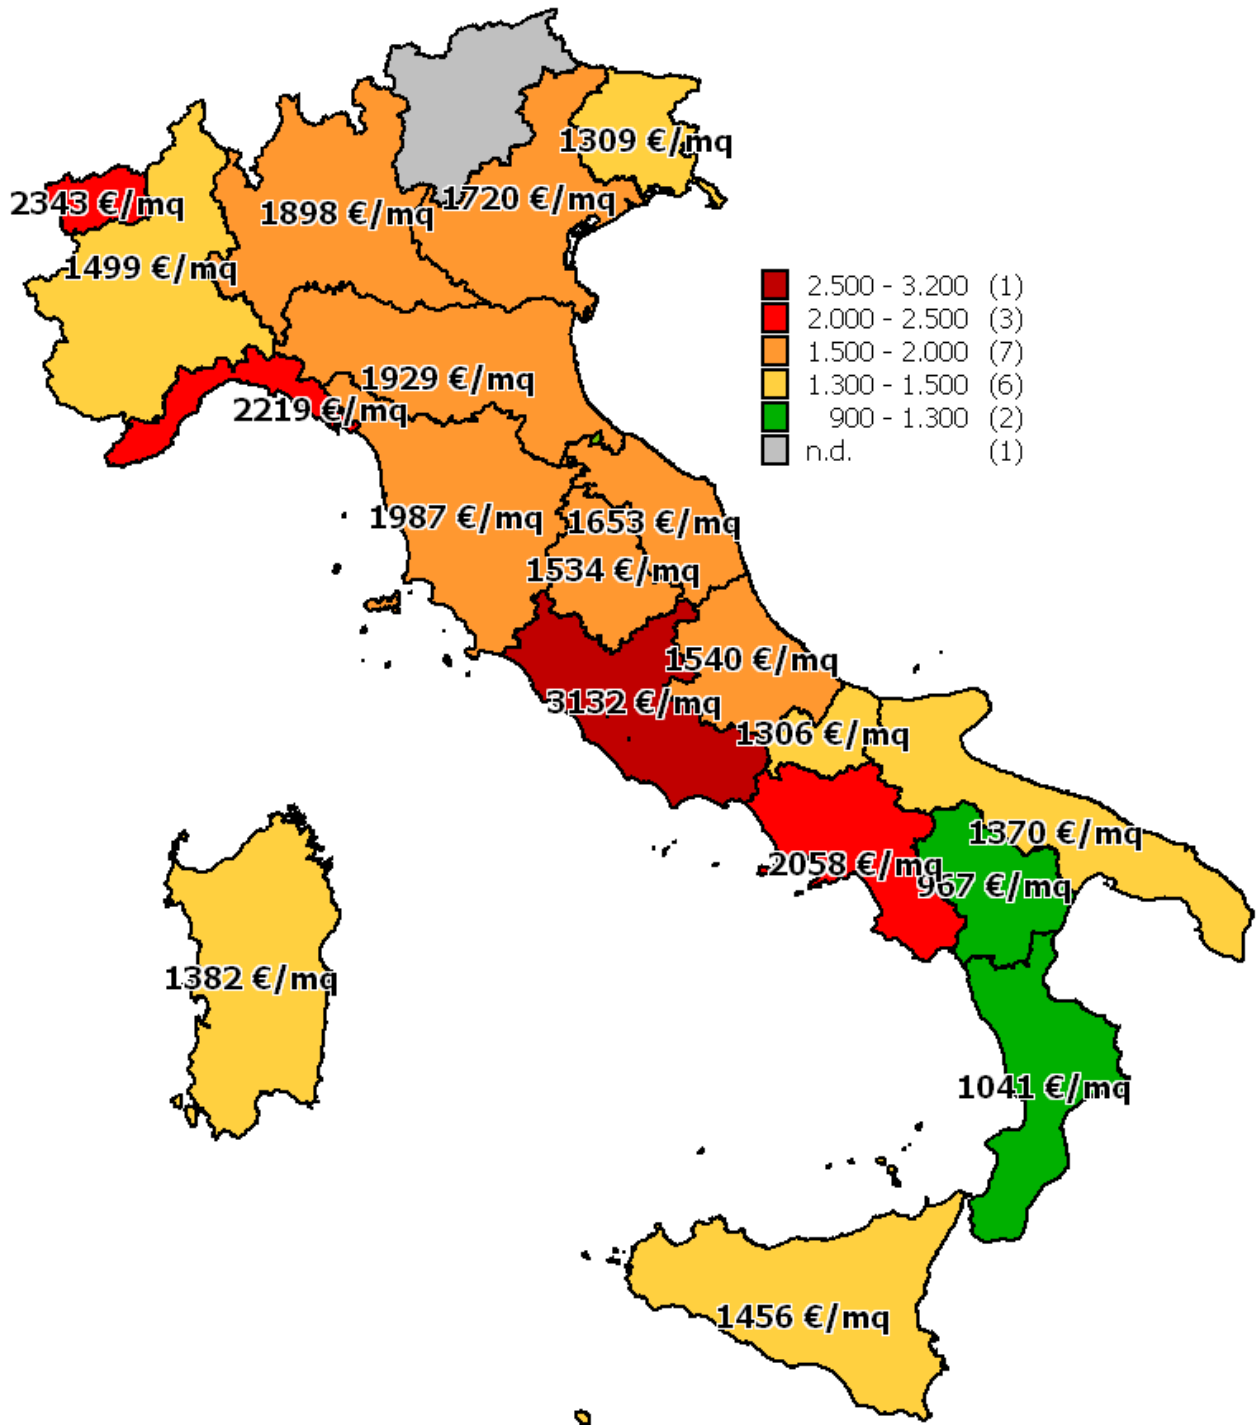 1309 €/mq
2343 €/mq
1898 €/mq
1720 €/mq
1499 €/mq
2.500 - 3.200 (1)
2.000 - 2.500 (3)
1.500 - 2.000 (7)
1.300 - 1.500 (6)
900 - 1.300 (2)
n.d. (1)
1929 €/mq
2219 €/mq
1987 €/mq
1653 €/mq
1534 €/mq
1540 €/mq
3132 €/mq
1306 €/mq
1370 €/mq
2058 €/mq
967 €/mq
1382 €/mq
1041 €/mq
1456 €/mq